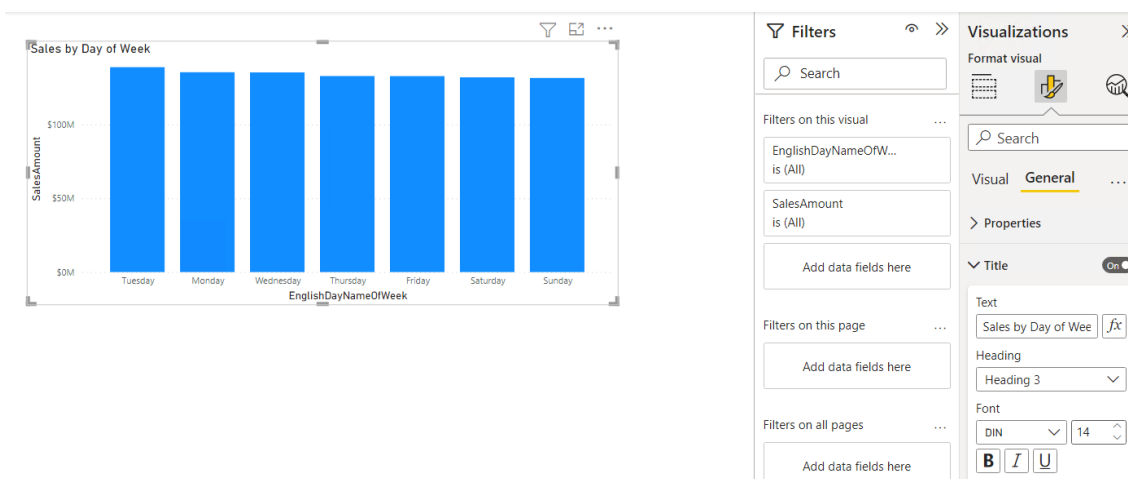 Sales by Day of Week
$100M
$50M
$0M
SalesAmount
Tuesday Monday Wednesday Thursday Friday Saturday Sunday
EnglishDayNameOfWeek
Filters
Search
Filters on this visual ...
EnglishDayNameOfW...
is (All)
SalesAmount
is (All)
Add data fields here
Filters on this page ...
Add data fields here
Filters on all pages ...
Add data fields here
Visualizations
Format visual
Search
Visual General ...
Properties
Title On
Text
Sales by Day of Wee fx
Heading
Heading 3
Font
DIN 14
B I U